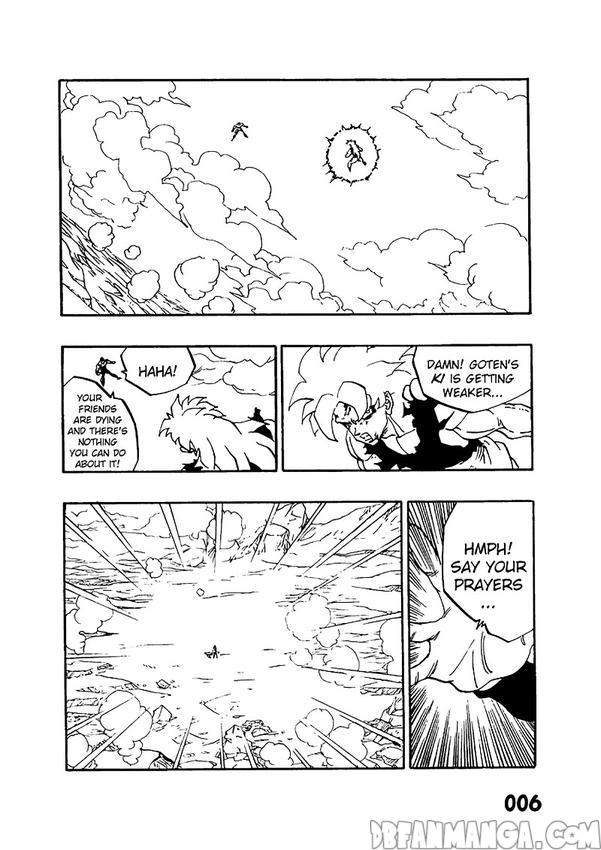 DAMN! GOTEN'S
KI IS GETTING
WEAKER...
HAHA!
YOUR
FRIENDS
ARE DYING
AND THERE'S
NOTHING
YOU CAN DO
ABOUT IT!
HMPH!
SAY YOUR
PRAYERS
...
006
DBFANMANGA.COM